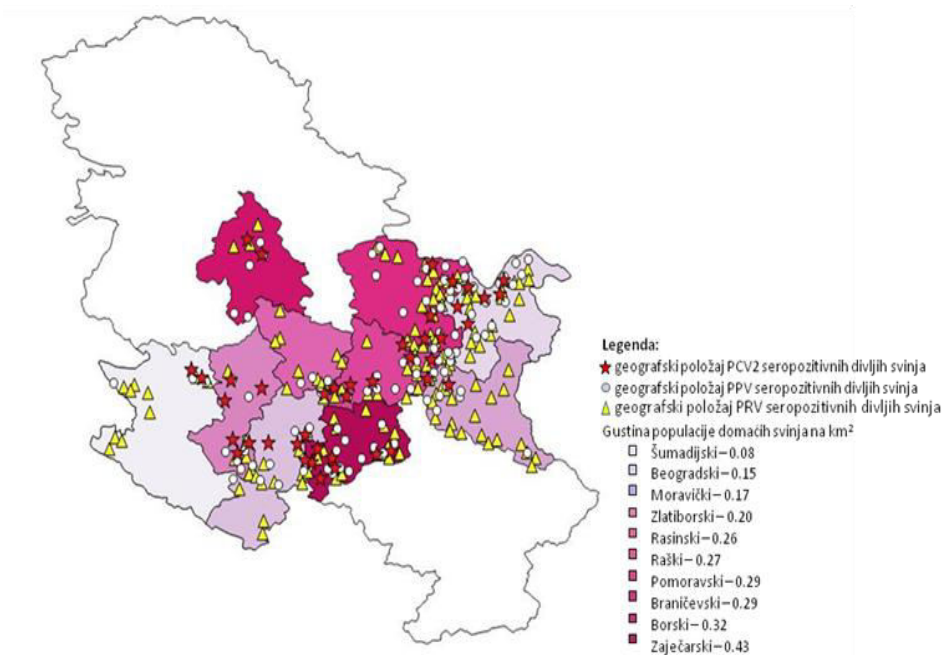 Legenda:
geografski položaj PCV2 seropozitivnih divljih svinja
geografski položaj PPV seropozitivnih divljih svinja
geografski položaj PRV seropozitivnih divljih svinja
Gustina populacije domaćih svinja na km²
Šumadijski–0.08
Beogradski–0.15
Moravički–0.17
Zlatiborski–0.20
Rasinski–0.26
Raški–0.27
Pomoravski–0.29
Braničevski–0.29
Borski–0.32
Zaječarski–0.43